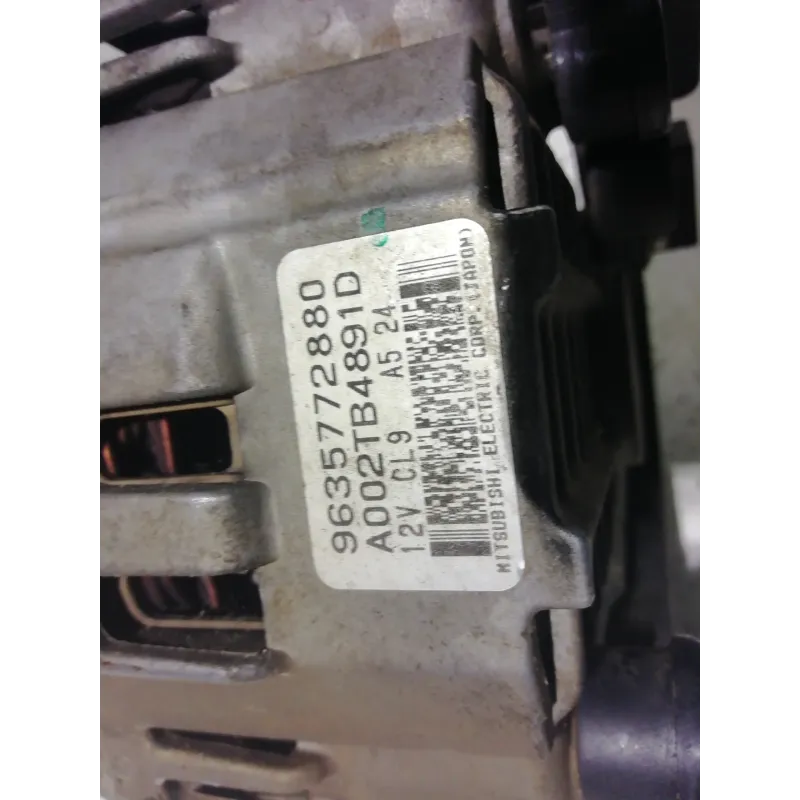 9635772880
A002TB4891D
12V CL9 A5 24
MITSUBISHI ELECTRIC CORP.(JAPON)